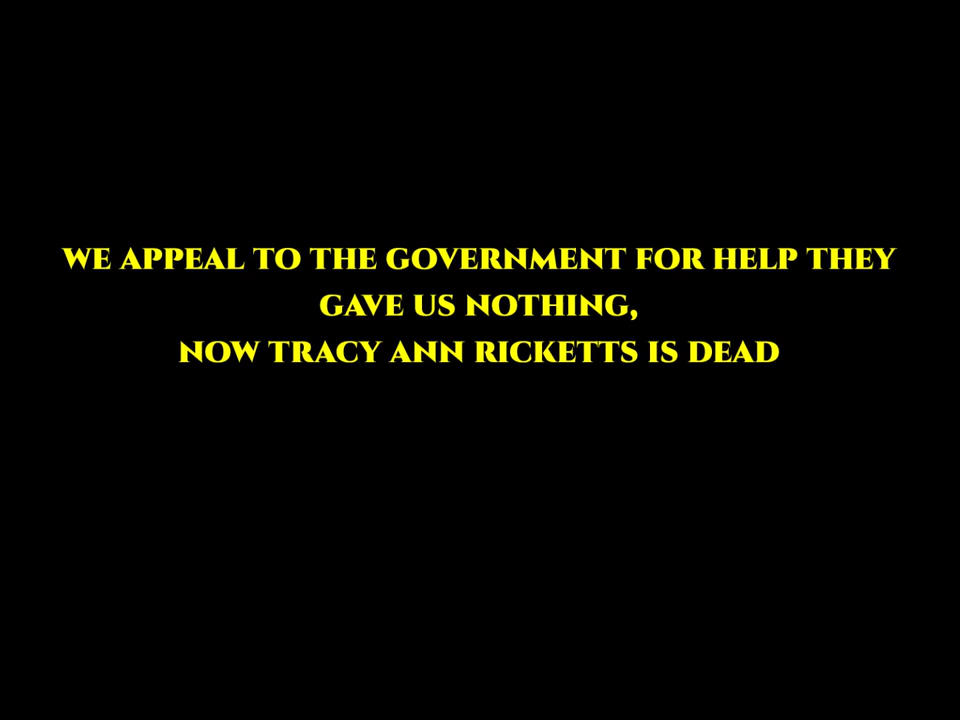 WE APPEAL TO THE GOVERNMENT FOR HELP THEY
GAVE US NOTHING,
NOW TRACY ANN RICKETTS IS DEAD